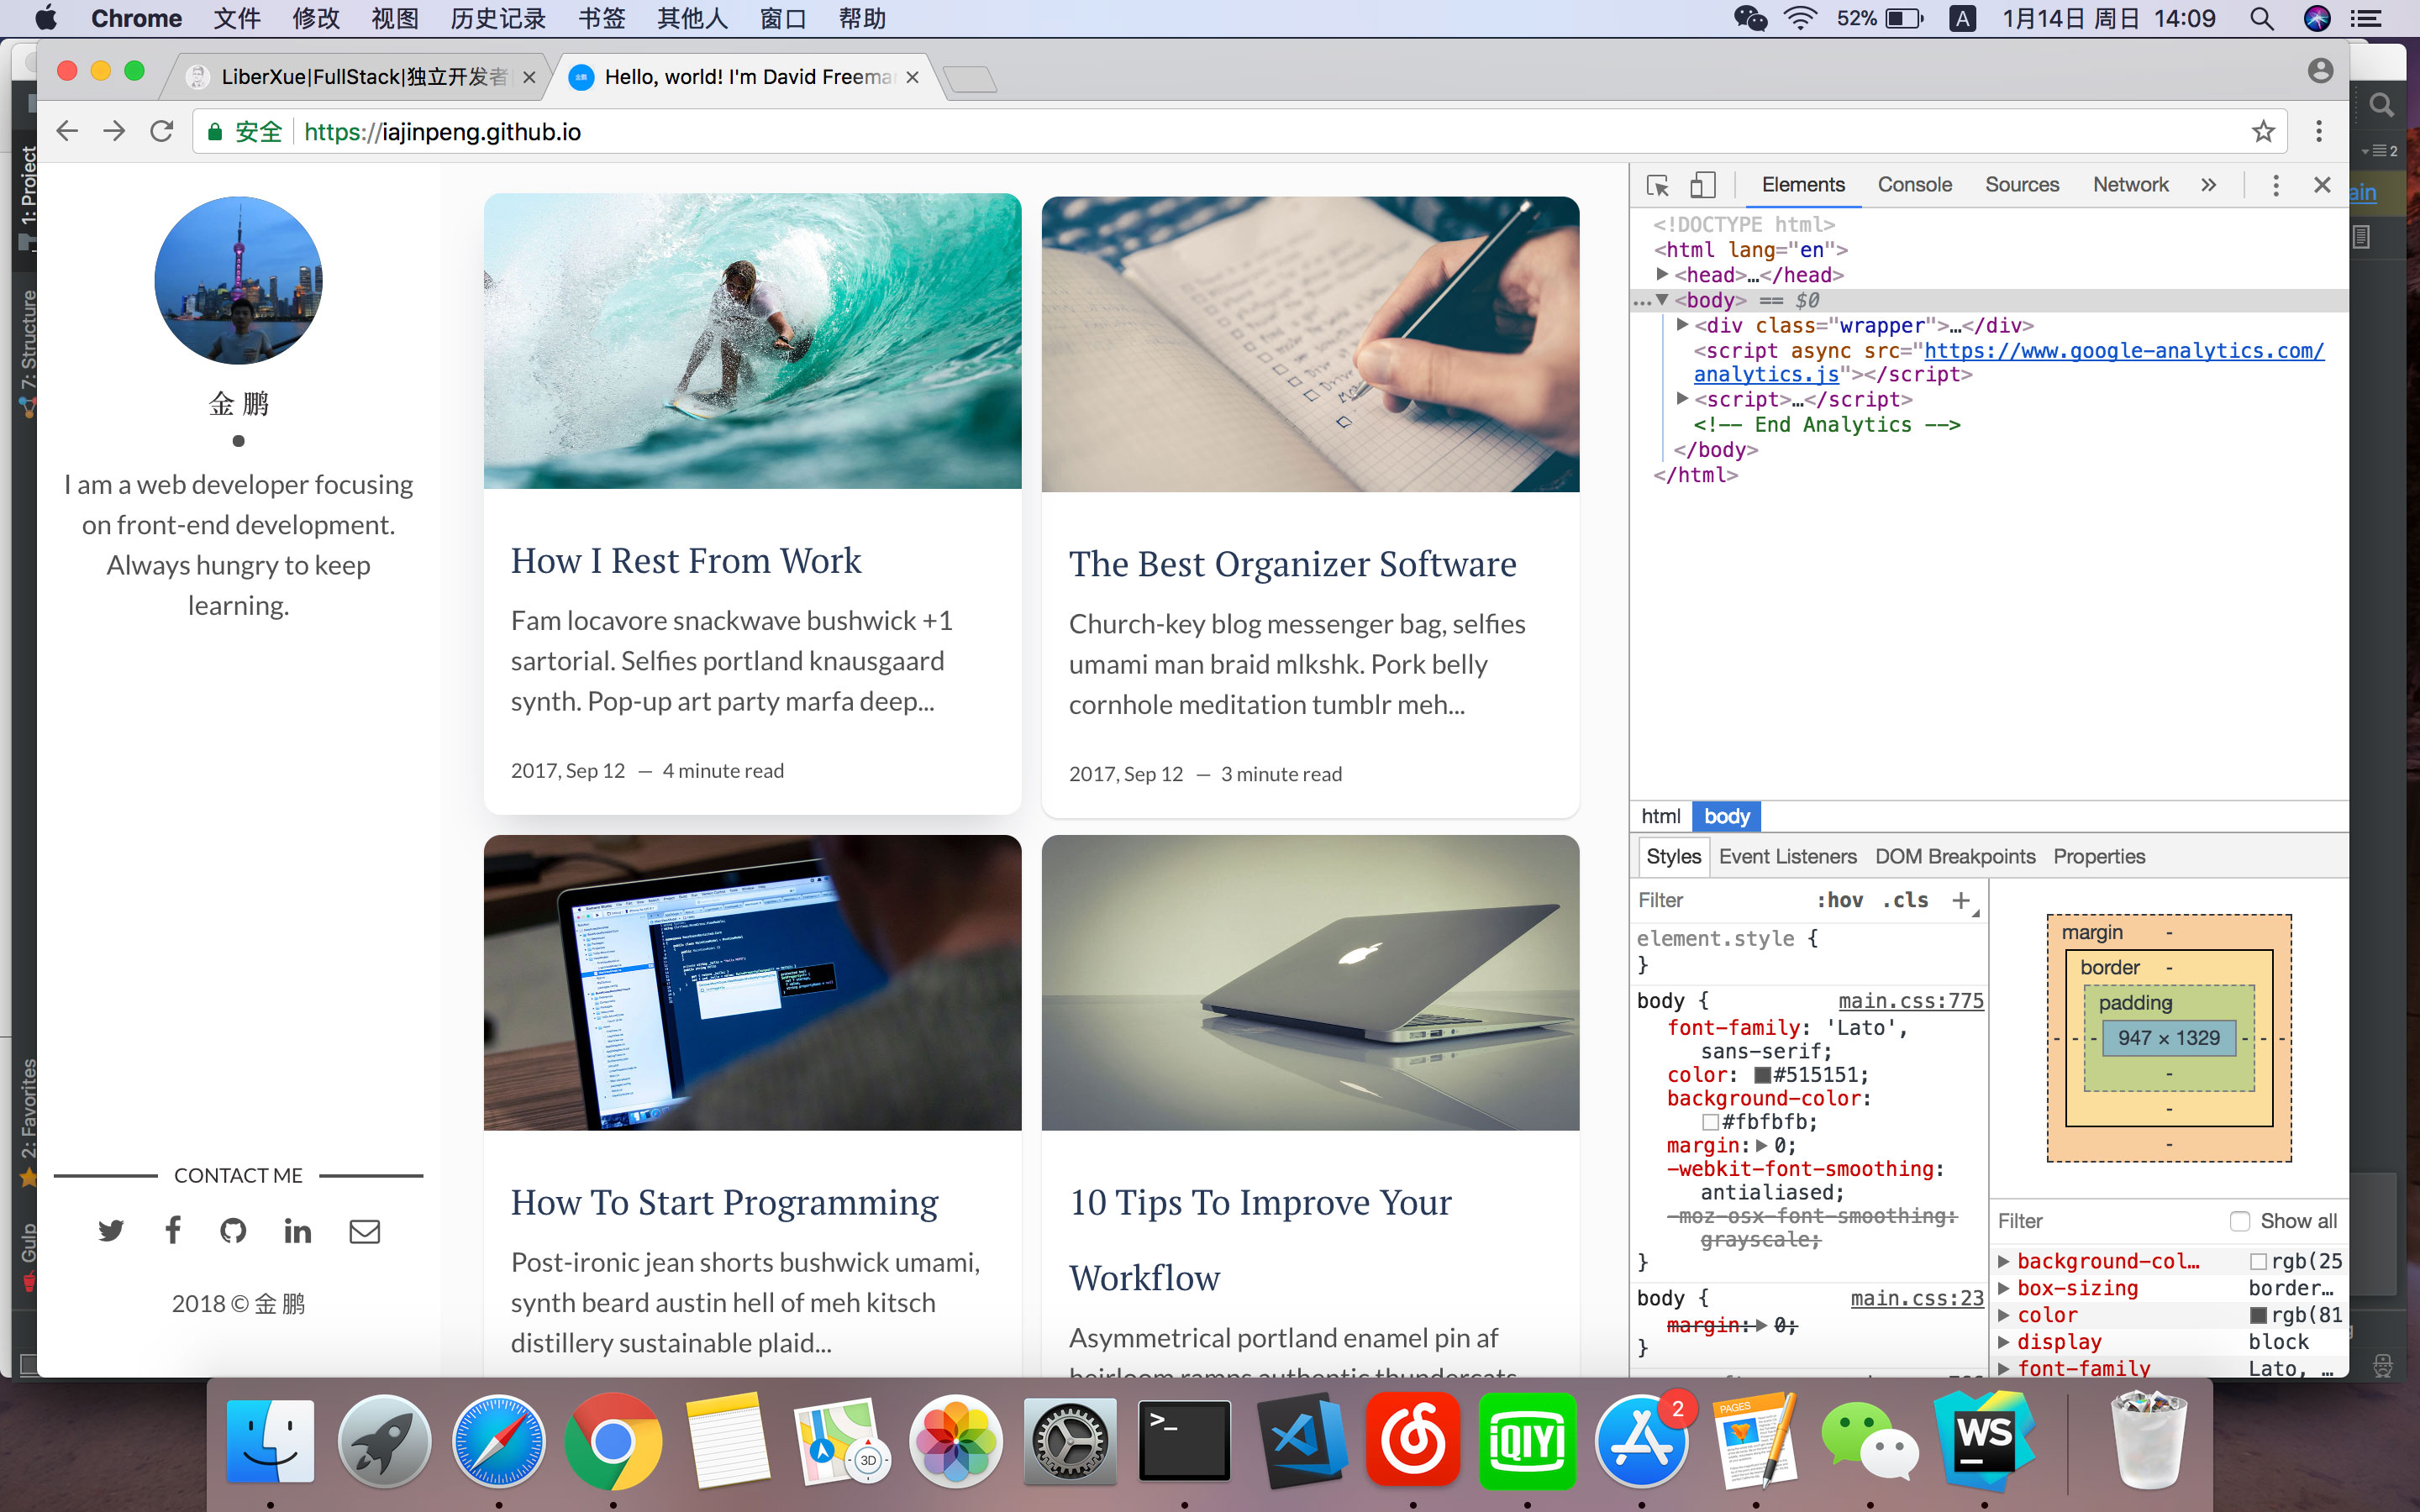 Chrome 文件 修改 视图 历史记录 书签 其他人 窗口 帮助
52% A 1月14日 周日 14:09
LiberXue|FullStack|独立开发者
Hello, world! I'm David Freema
安全 https://iajinpeng.github.io
1: Project
7: Structure
2: Favorites
Gulp
金 鹏
I am a web developer focusing
on front-end development.
Always hungry to keep
learning.
CONTACT ME
2018 © 金 鹏
How I Rest From Work
Fam locavore snackwave bushwick +1
sartorial. Selfies portland knausgaard
synth. Pop-up art party marfa deep...
2017, Sep 12 — 4 minute read
The Best Organizer Software
Church-key blog messenger bag, selfies
umami man braid mlkshk. Pork belly
cornhole meditation tumblr meh...
2017, Sep 12 — 3 minute read
How To Start Programming
Post-ironic jean shorts bushwick umami,
synth beard austin hell of meh kitsch
distillery sustainable plaid...
10 Tips To Improve Your
Workflow
Asymmetrical portland enamel pin af
heirloom ramps authentic thundercats
Elements Console Sources Network »
<!DOCTYPE html>
<html lang="en">
<head>…</head>
<body> == $0
<div class="wrapper">…</div>
<script async src="https://www.google-analytics.com/
analytics.js"></script>
<script>…</script>
<!-- End Analytics -->
</body>
</html>
html body
Styles Event Listeners DOM Breakpoints Properties
Filter :hov .cls +
element.style {
}
body { main.css:775
font-family: 'Lato',
sans-serif;
color: #515151;
background-color:
#fbfbfb;
margin: 0;
-webkit-font-smoothing:
antialiased;
-moz-osx-font-smoothing:
grayscale;
}
body { main.css:23
margin: 0;
}
margin -
border -
padding
947 × 1329
Filter Show all
background-col… rgb(25
box-sizing border…
color rgb(81
display block
font-family Lato, …
2
ain
3D
iQIYI
2
PAGES
WS